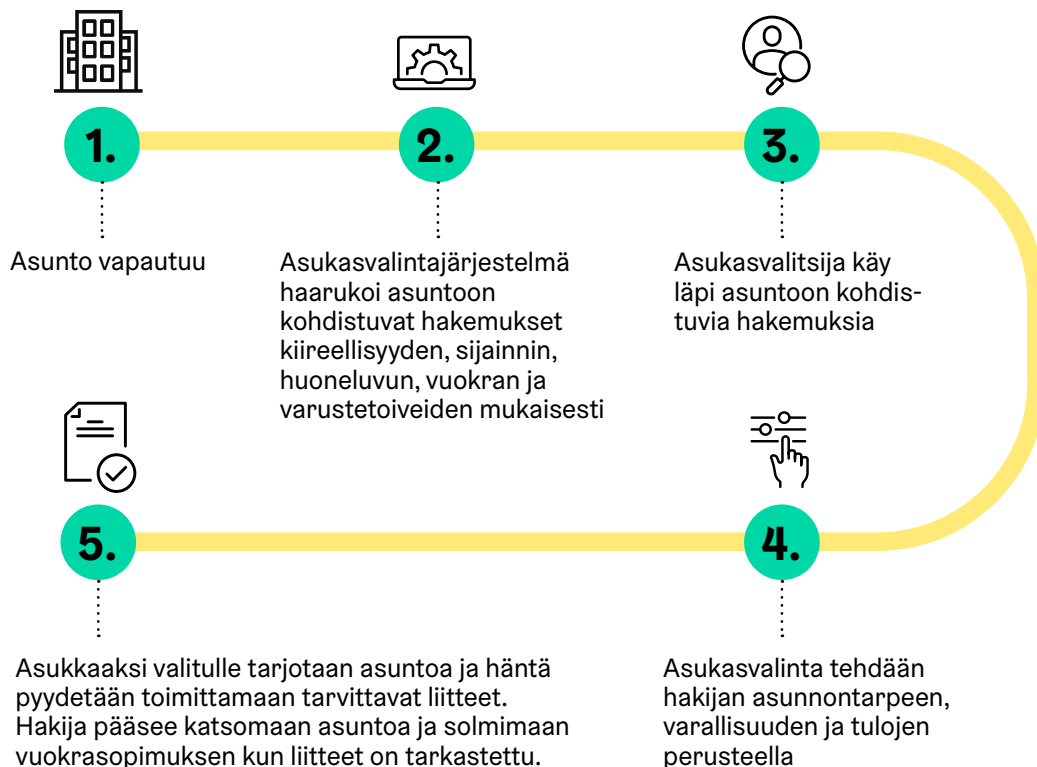 1.
Asunto vapautuu
2.
Asukasvalintajärjestelmä
haarukoi asuntoon
kohdistuvat hakemukset
kiireellisyyden, sijainnin,
huoneluvun, vuokran ja
varustetoiveiden mukaisesti
3.
Asukasvalitsija käy
läpi asuntoon kohdis-
tuvia hakemuksia
4.
Asukasvalinta tehdään
hakijan asunnontarpeen,
varallisuuden ja tulojen
perusteella
5.
Asukkaaksi valitulle tarjotaan asuntoa ja häntä
pyydetään toimittamaan tarvittavat liitteet.
Hakija pääsee katsomaan asuntoa ja solmimaan
vuokrasopimuksen kun liitteet on tarkastettu.